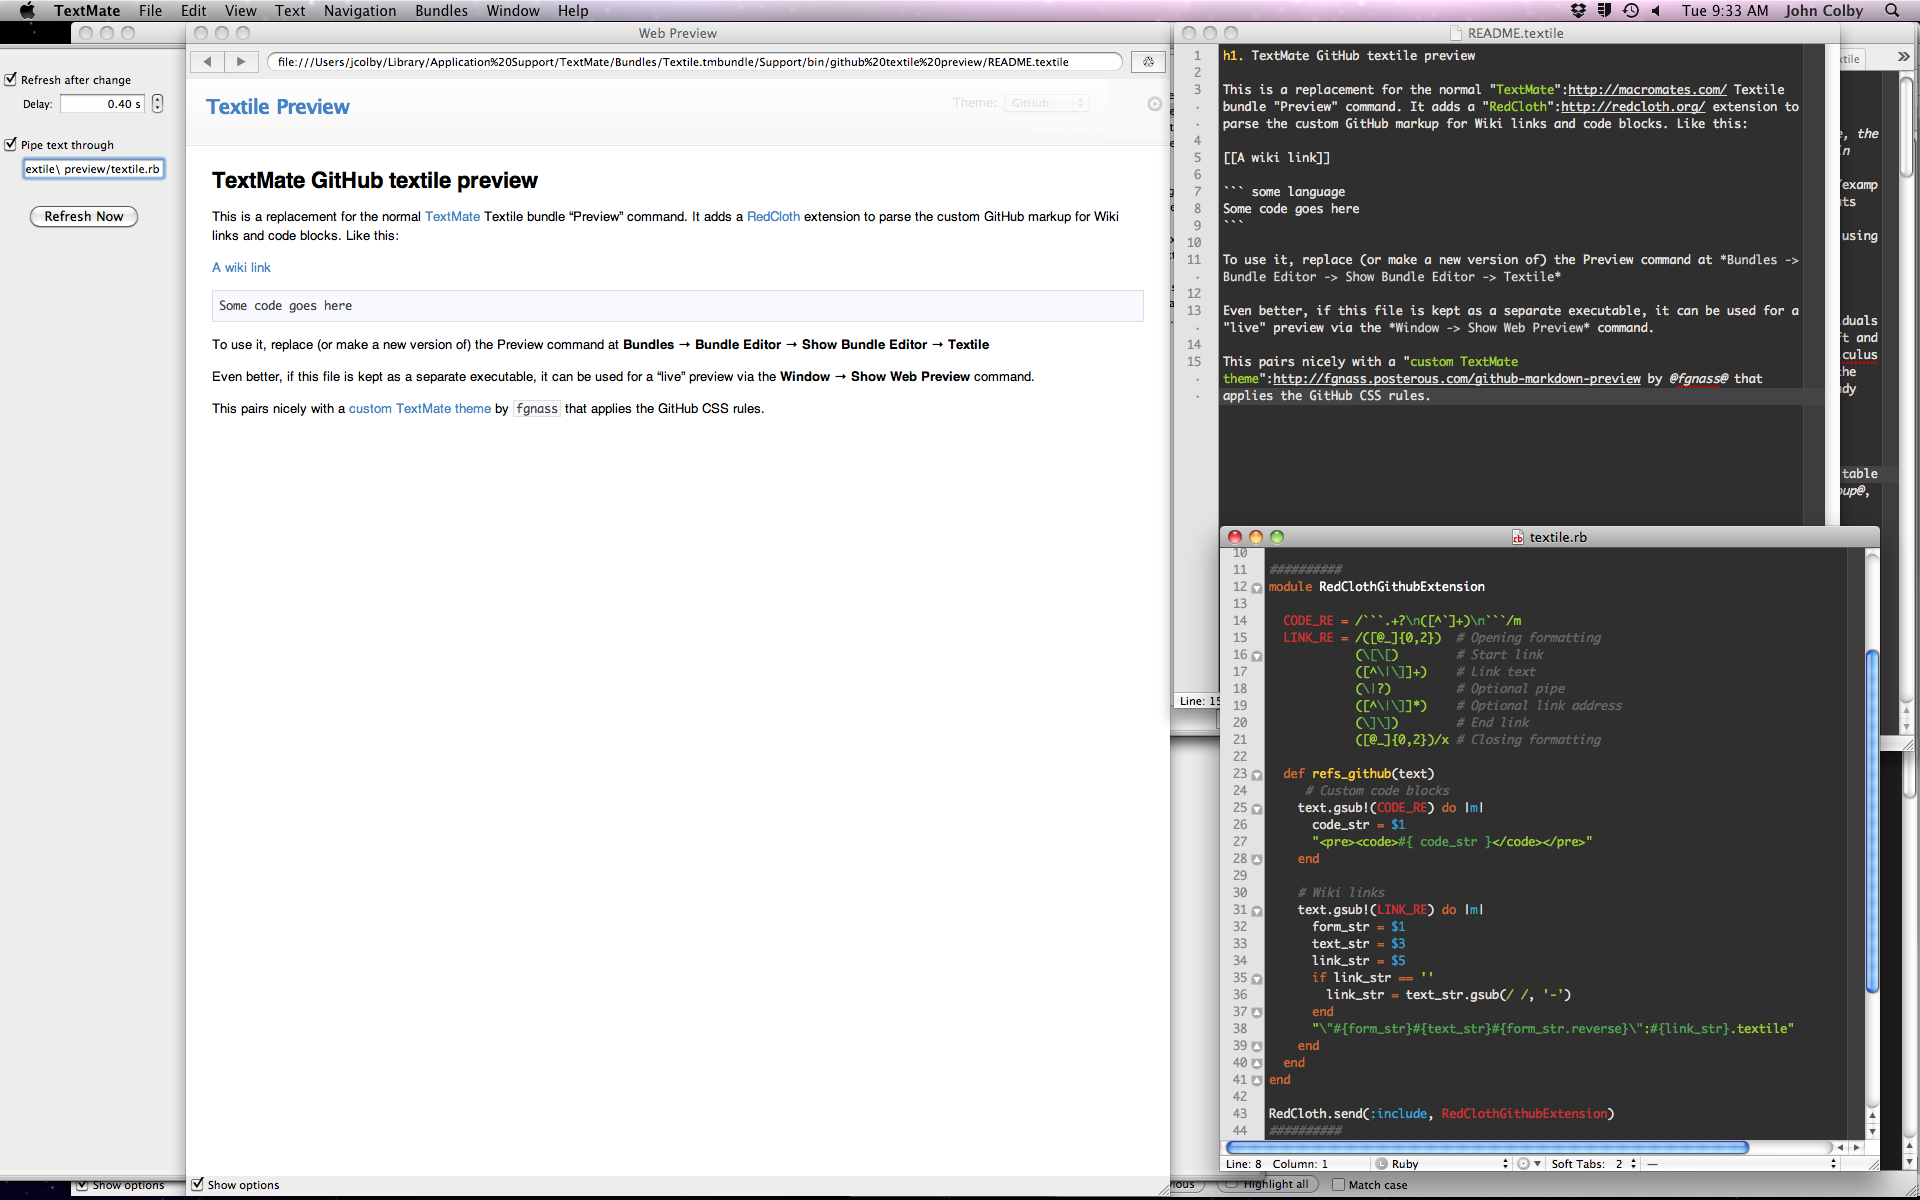 TextMate File Edit View Text Navigation Bundles Window Help Tue 9:33 AM John Colby
Refresh after change
Delay: 0.40 s
Pipe text through
extile\ preview/textile.rb
Refresh Now
Show options
Web Preview
file:///Users/jcolby/Library/Application%20Support/TextMate/Bundles/Textile.tmbundle/Support/bin/github%20textile%20preview/README.textile
Textile Preview
Theme: GitHub
TextMate GitHub textile preview
This is a replacement for the normal TextMate Textile bundle “Preview” command. It adds a RedCloth extension to parse the custom GitHub markup for Wiki
links and code blocks. Like this:
A wiki link
Some code goes here
To use it, replace (or make a new version of) the Preview command at Bundles → Bundle Editor → Show Bundle Editor → Textile
Even better, if this file is kept as a separate executable, it can be used for a “live” preview via the Window → Show Web Preview command.
This pairs nicely with a custom TextMate theme by fgnass that applies the GitHub CSS rules.
Show options
README.textile
1 h1. TextMate GitHub textile preview
2
3 This is a replacement for the normal "TextMate":http://macromates.com/ Textile
bundle "Preview" command. It adds a "RedCloth":http://redcloth.org/ extension to
parse the custom GitHub markup for Wiki links and code blocks. Like this:
4
5 [[A wiki link]]
6
7 ``` some language
8 Some code goes here
9 ```
10
11 To use it, replace (or make a new version of) the Preview command at *Bundles ->
Bundle Editor -> Show Bundle Editor -> Textile*
12
13 Even better, if this file is kept as a separate executable, it can be used for a
"live" preview via the *Window -> Show Web Preview* command.
14
15 This pairs nicely with a "custom TextMate
theme":http://fgnass.posterous.com/github-markdown-preview by @fgnass@ that
applies the GitHub CSS rules.
Line: 15
textile.rb
10
11 ##########
12 module RedClothGithubExtension
13
14 CODE_RE = /```.+?\n([^`]+)\n```/m
15 LINK_RE = /([@_]{0,2}) # Opening formatting
16 (\[\[) # Start link
17 ([^\|\]]+) # Link text
18 (\|?) # Optional pipe
19 ([^\|\]]*) # Optional link address
20 (\]\]) # End link
21 ([@_]{0,2})/x # Closing formatting
22
23 def refs_github(text)
24 # Custom code blocks
25 text.gsub!(CODE_RE) do |m|
26 code_str = $1
27 "<pre><code>#{ code_str }</code></pre>"
28 end
29
30 # Wiki links
31 text.gsub!(LINK_RE) do |m|
32 form_str = $1
33 text_str = $3
34 link_str = $5
35 if link_str == ''
36 link_str = text_str.gsub(/ /, '-')
37 end
38 "\"#{form_str}#{text_str}#{form_str.reverse}\":#{link_str}.textile"
39 end
40 end
41 end
42
43 RedCloth.send(:include, RedClothGithubExtension)
44 ##########
Line: 8 Column: 1 Ruby Soft Tabs: 2 —
Highlight all Match case